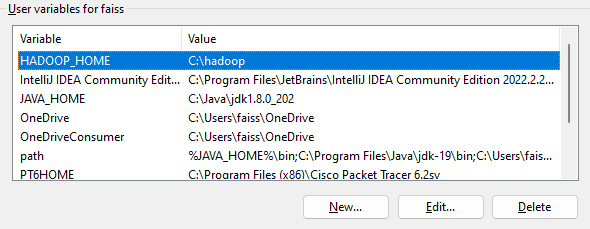 User variables for faiss
Variable Value
HADOOP_HOME C:\hadoop
IntelliJ IDEA Community Edit... C:\Program Files\JetBrains\IntelliJ IDEA Community Edition 2022.2.2...
JAVA_HOME C:\Java\jdk1.8.0_202
OneDrive C:\Users\faiss\OneDrive
OneDriveConsumer C:\Users\faiss\OneDrive
path %JAVA_HOME%\bin;C:\Program Files\Java\jdk-19\bin;C:\Users\fais...
PT6HOME C:\Program Files (x86)\Cisco Packet Tracer 6.2sv
New... Edit... Delete